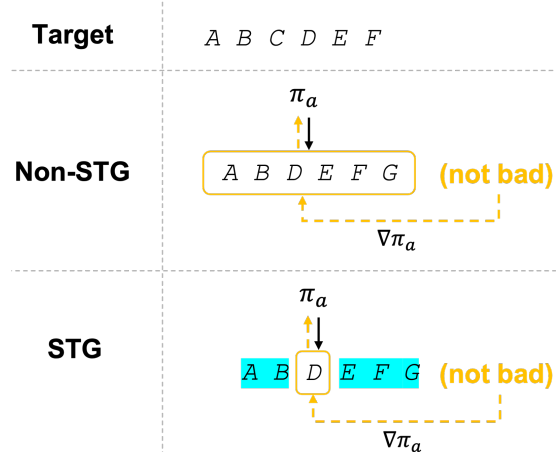 Target A B C D E F
π_a
Non-STG A B D E F G (not bad)
∇π_a
π_a
STG A B D E F G (not bad)
∇π_a